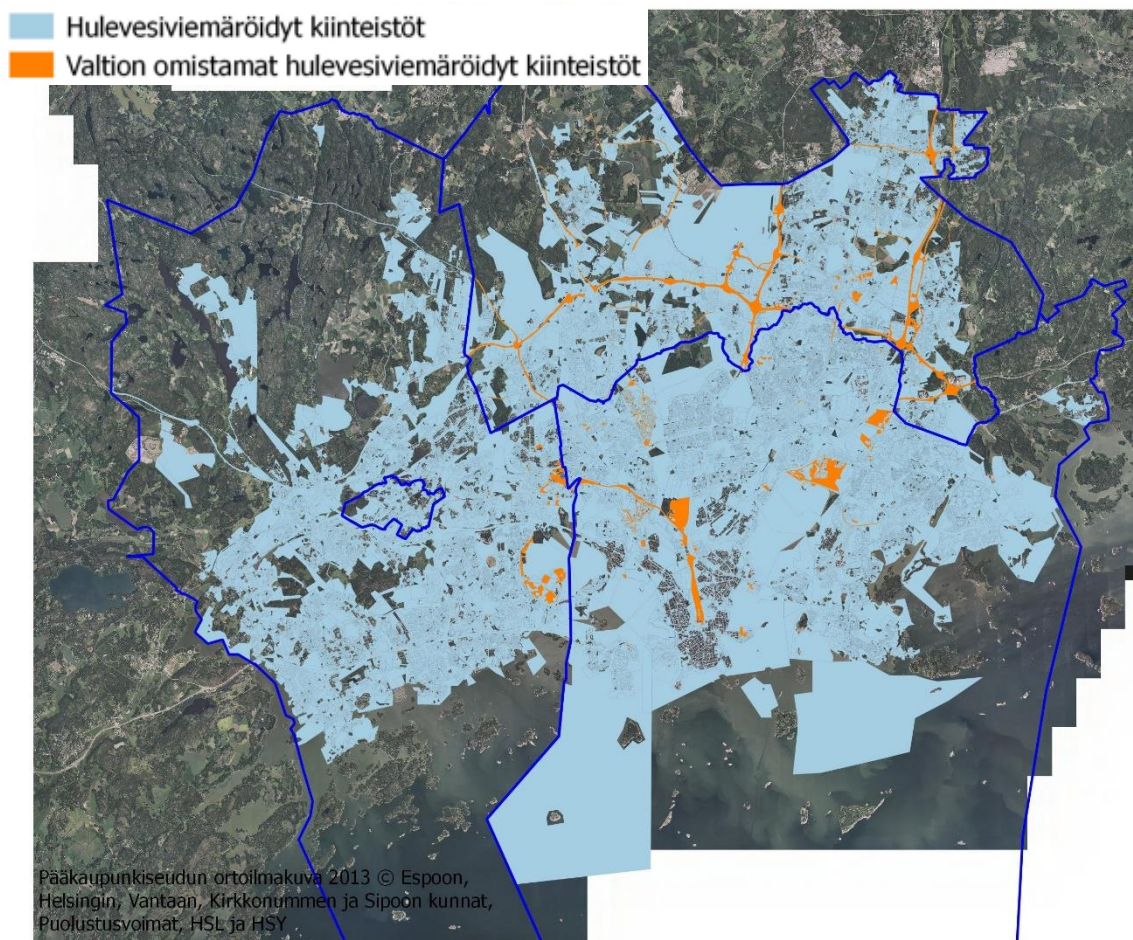 Hulevesiviemäröidyt kiinteistöt
Valtion omistamat hulevesiviemäröidyt kiinteistöt
Pääkaupunkiseudun ortoilmakuva 2013 © Espoon,
Helsingin, Vantaan, Kirkkonummen ja Sipoon kunnat,
Puolustusvoimat, HSL ja HSY